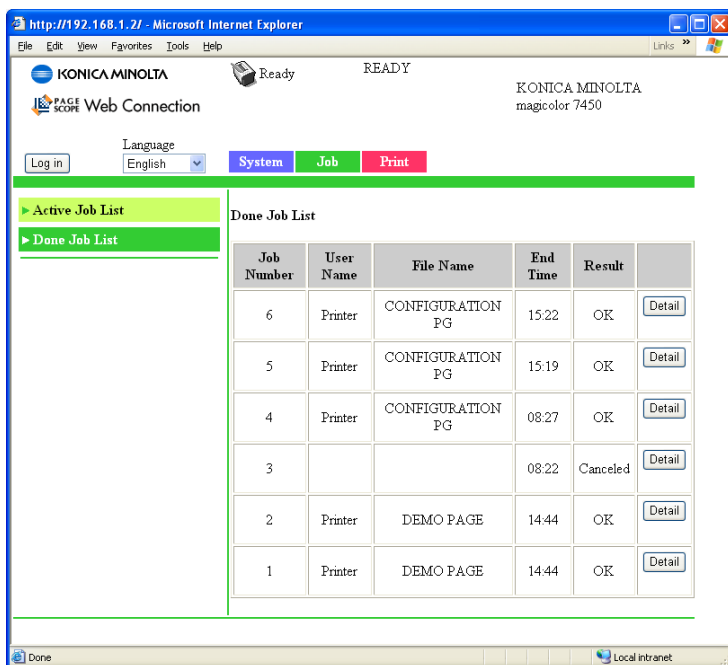 http://192.168.1.2/ - Microsoft Internet Explorer
File Edit View Favorites Tools Help Links »
KONICA MINOLTA
Ready
READY
KONICA MINOLTA
magicolor 7450
PAGE SCOPE Web Connection
Language
Log in English System Job Print
Active Job List
Done Job List
Done Job List
Job Number User Name File Name End Time Result
6 Printer CONFIGURATION PG 15:22 OK Detail
5 Printer CONFIGURATION PG 15:19 OK Detail
4 Printer CONFIGURATION PG 08:27 OK Detail
3 08:22 Canceled Detail
2 Printer DEMO PAGE 14:44 OK Detail
1 Printer DEMO PAGE 14:44 OK Detail
Done Local intranet